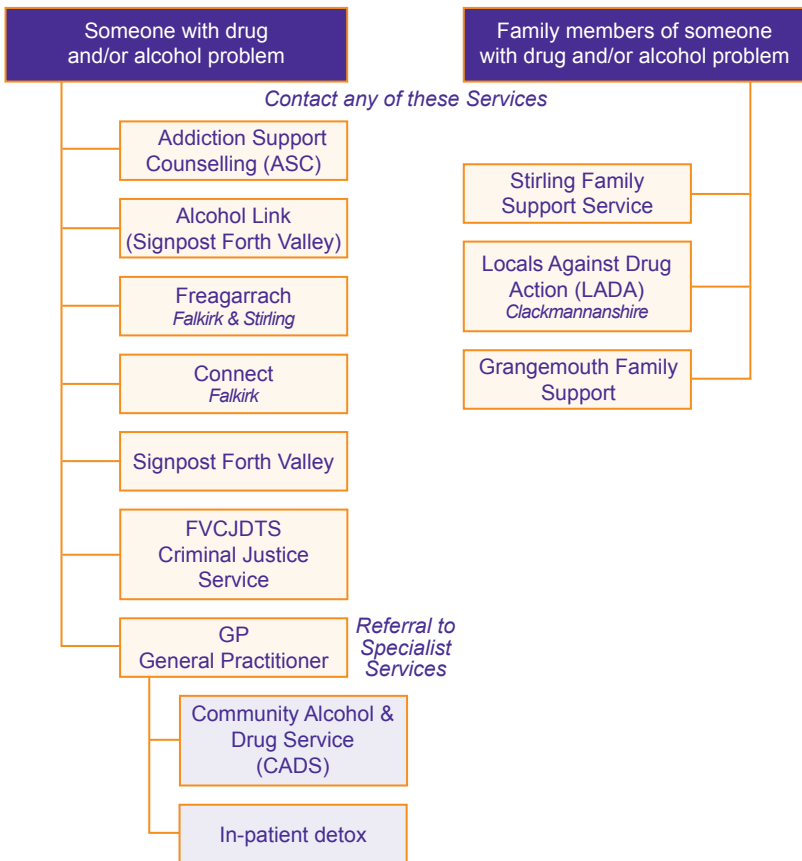 Someone with drug
and/or alcohol problem
Family members of someone
with drug and/or alcohol problem
Contact any of these Services
Addiction Support
Counselling (ASC)
Alcohol Link
(Signpost Forth Valley)
Freagarrach
Falkirk & Stirling
Connect
Falkirk
Signpost Forth Valley
FVCJDTS
Criminal Justice
Service
GP
General Practitioner
Referral to
Specialist
Services
Community Alcohol &
Drug Service
(CADS)
In-patient detox
Stirling Family
Support Service
Locals Against Drug
Action (LADA)
Clackmannanshire
Grangemouth Family
Support